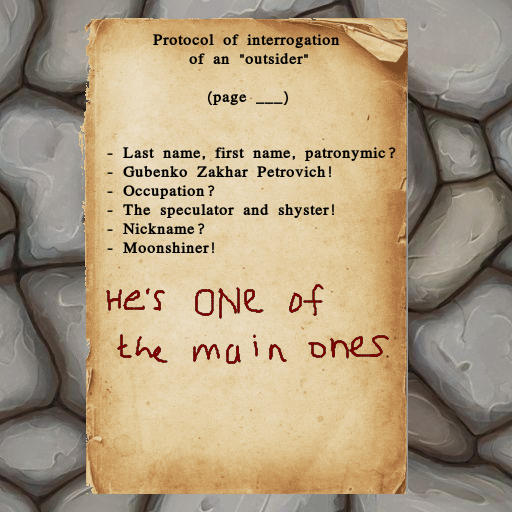 Protocol of interrogation
of an "outsider"
(page ___)
- Last name, first name, patronymic?
- Gubenko Zakhar Petrovich!
- Occupation?
- The speculator and shyster!
- Nickname?
- Moonshiner!
He's ONe of
the main ones.